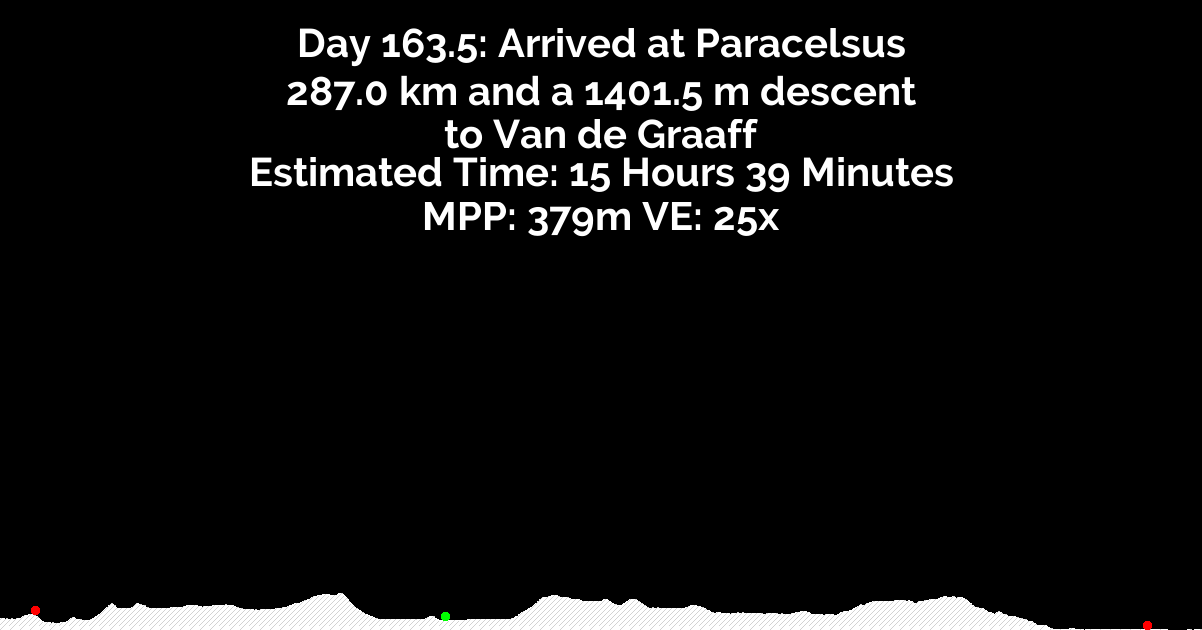 Day 163.5: Arrived at Paracelsus
287.0 km and a 1401.5 m descent
to Van de Graaff
Estimated Time: 15 Hours 39 Minutes
MPP: 379m VE: 25x